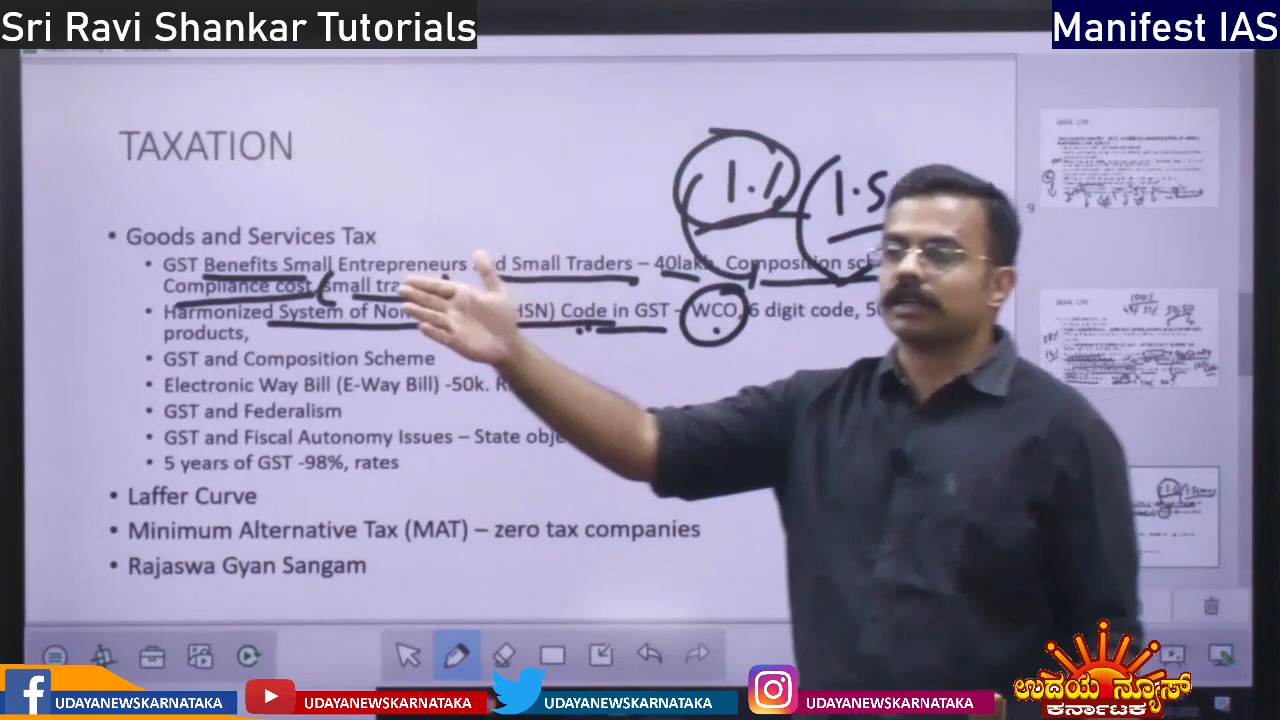 Sri Ravi Shankar Tutorials
Manifest IAS
TAXATION
1.1
1.5
• Goods and Services Tax
• GST Benefits Small Entrepreneurs and Small Traders – 40lakh, Composition
Compliance cost, small
• Harmonized System of (HSN) Code in GST – WCO, 6 digit code,
products,
• GST and Composition Scheme
• Electronic Way Bill (E-Way Bill) -50k.
• GST and Federalism
• GST and Fiscal Autonomy Issues – State
• 5 years of GST -98%, rates
• Laffer Curve
• Minimum Alternative Tax (MAT) – zero tax companies
• Rajaswa Gyan Sangam
UDAYANEWSKARNATAKA
UDAYANEWSKARNATAKA
UDAYANEWSKARNATAKA
UDAYANEWSKARNATAKA
ಉದಯ ನ್ಯೂಸ್
ಕರ್ನಾಟಕ